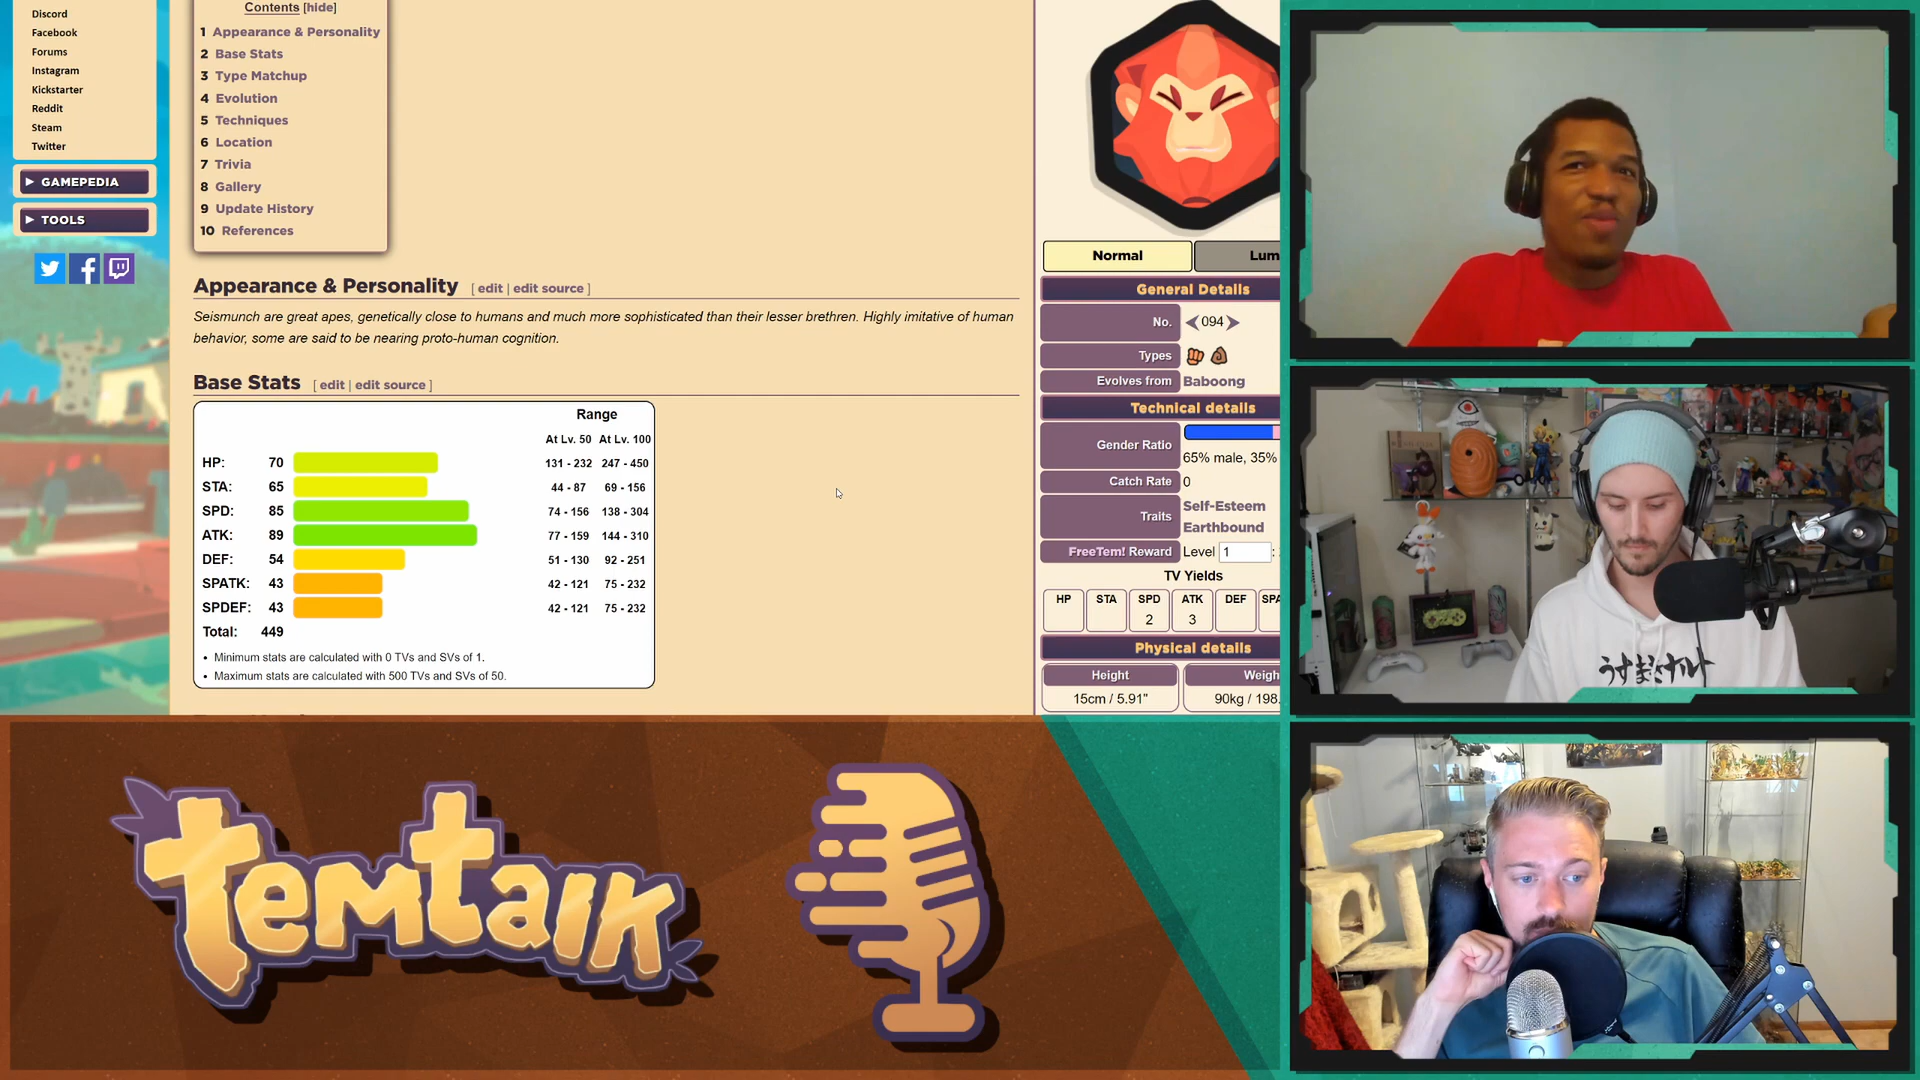 Discord
Facebook
Forums
Instagram
Kickstarter
Reddit
Steam
Twitter
GAMEPEDIA
TOOLS
Contents [hide]
1 Appearance & Personality
2 Base Stats
3 Type Matchup
4 Evolution
5 Techniques
6 Location
7 Trivia
8 Gallery
9 Update History
10 References
Appearance & Personality [ edit | edit source ]
Seismunch are great apes, genetically close to humans and much more sophisticated than their lesser brethren. Highly imitative of human
behavior, some are said to be nearing proto-human cognition.
Base Stats [ edit | edit source ]
Range
At Lv. 50 At Lv. 100
HP: 70 131 - 232 247 - 450
STA: 65 44 - 87 69 - 156
SPD: 85 74 - 156 138 - 304
ATK: 89 77 - 159 144 - 310
DEF: 54 51 - 130 92 - 251
SPATK: 43 42 - 121 75 - 232
SPDEF: 43 42 - 121 75 - 232
Total: 449
• Minimum stats are calculated with 0 TVs and SVs of 1.
• Maximum stats are calculated with 500 TVs and SVs of 50.
Normal Lum
General Details
No. 094
Types
Evolves from Baboong
Technical details
Gender Ratio 65% male, 35%
Catch Rate 0
Traits Self-Esteem
Earthbound
FreeTem! Reward Level 1 :
TV Yields
HP STA SPD ATK DEF SPA
2 3
Physical details
Height Weigh
15cm / 5.91" 90kg / 198.
temtalk
うずまきナルト